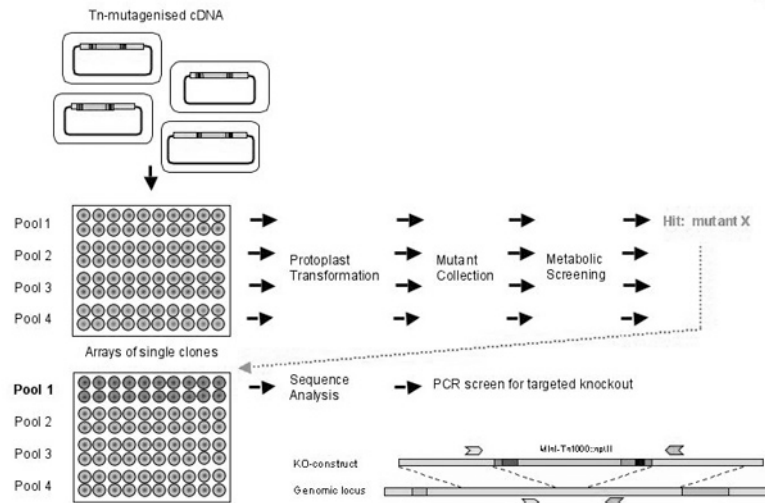 Tn-mutagenised cDNA
Pool 1
Pool 2
Pool 3
Pool 4
Protoplast
Transformation
Mutant
Collection
Metabolic
Screening
Hit: mutant X
Arrays of single clones
Pool 1
Pool 2
Pool 3
Pool 4
Sequence
Analysis
PCR screen for targeted knockout
Mini-Tn1000::nptII
KO-construct
Genomic locus